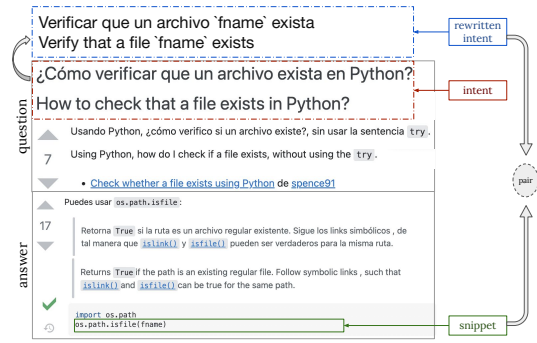 Verificar que un archivo `fname` exista
Verify that a file `fname` exists
rewritten
intent
¿Cómo verificar que un archivo exista en Python?
How to check that a file exists in Python?
intent
question
Usando Python, ¿cómo verifico si un archivo existe?, sin usar la sentencia try.
7
Using Python, how do I check if a file exists, without using the try.
• Check whether a file exists using Python de spence91
pair
answer
Puedes usar os.path.isfile:
17
Retorna True si la ruta es un archivo regular existente. Sigue los links simbólicos , de
tal manera que islink() y isfile() pueden ser verdaderos para la misma ruta.
Returns True if the path is an existing regular file. Follow symbolic links , such that
islink() and isfile() can be true for the same path.
import os.path
os.path.isfile(fname)
snippet